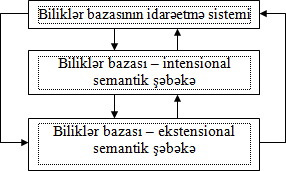 Biliklər bazasının idarəetmə sistemi
Biliklər bazası – intensional
semantik şəbəkə
Biliklər bazası – ekstensional
semantik şəbəkə